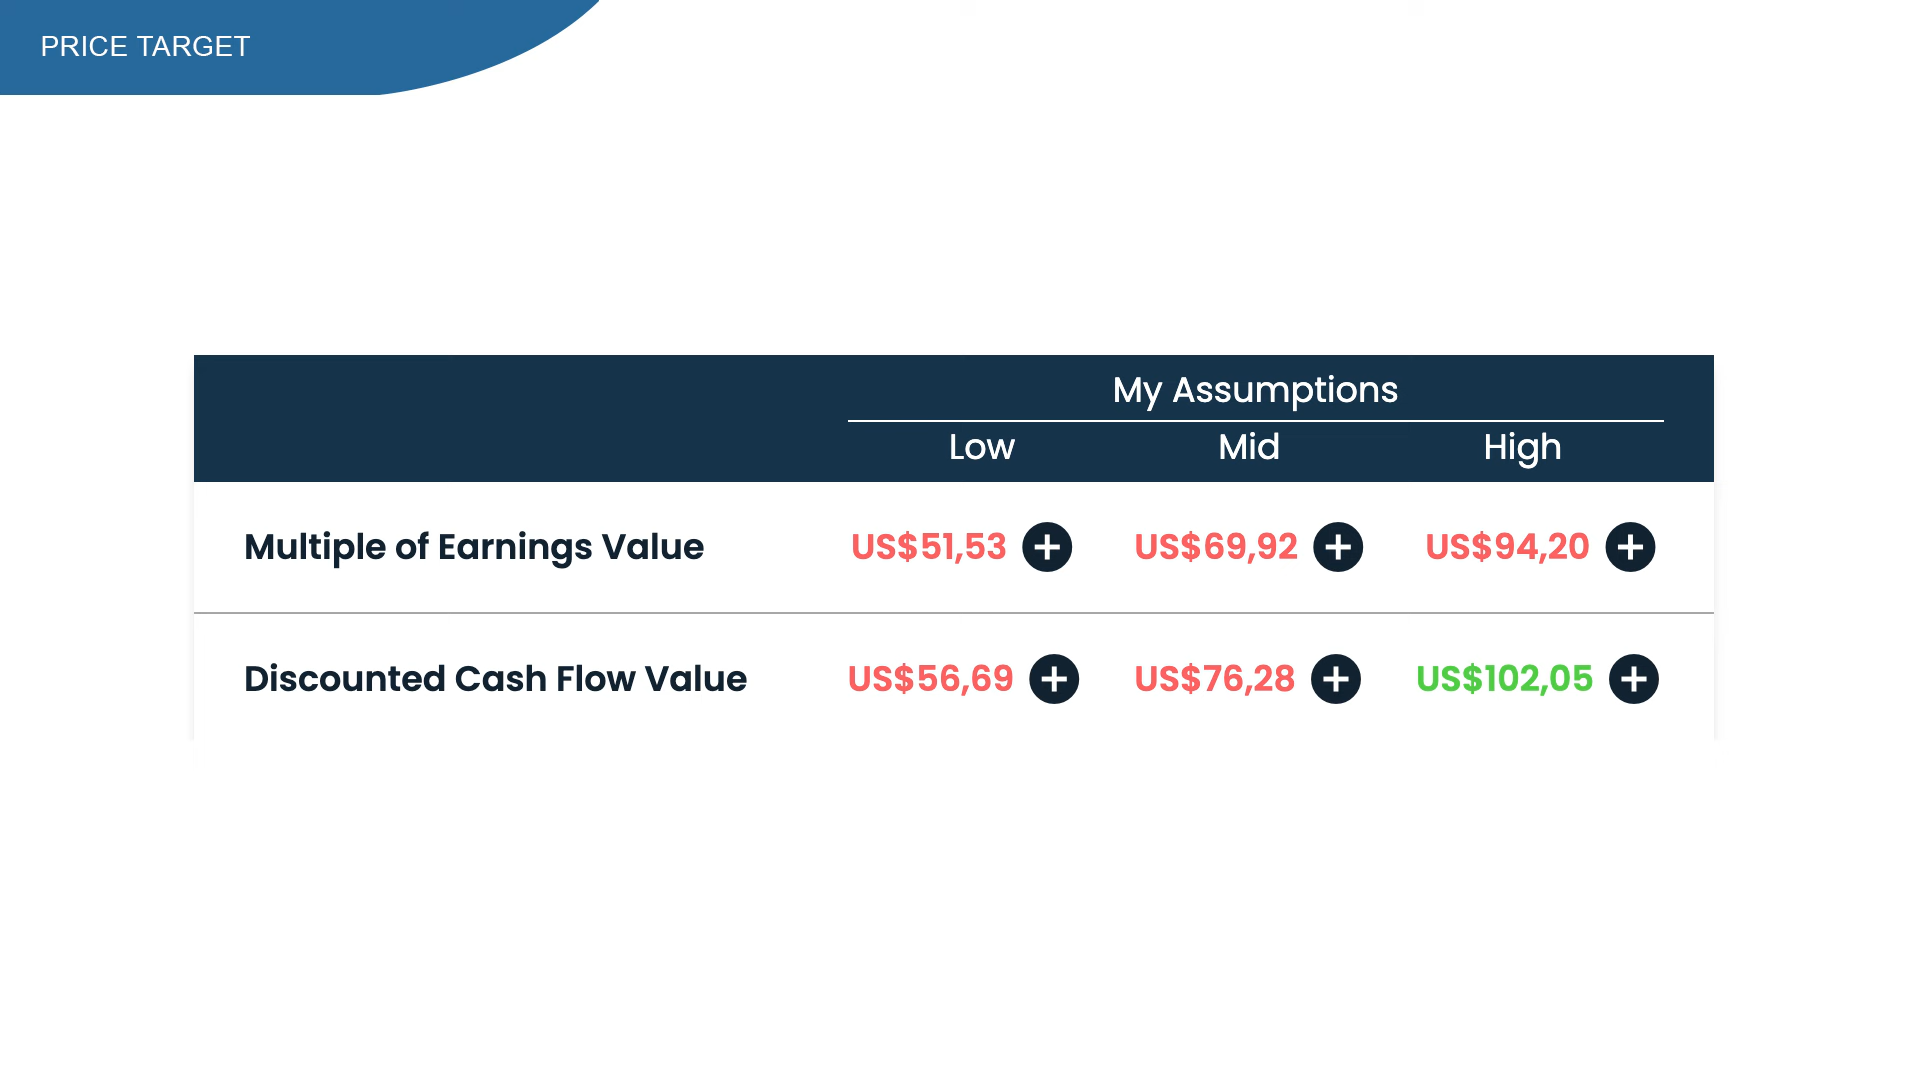 PRICE TARGET
My Assumptions
Low Mid High
Multiple of Earnings Value US$51,53 US$69,92 US$94,20
Discounted Cash Flow Value US$56,69 US$76,28 US$102,05